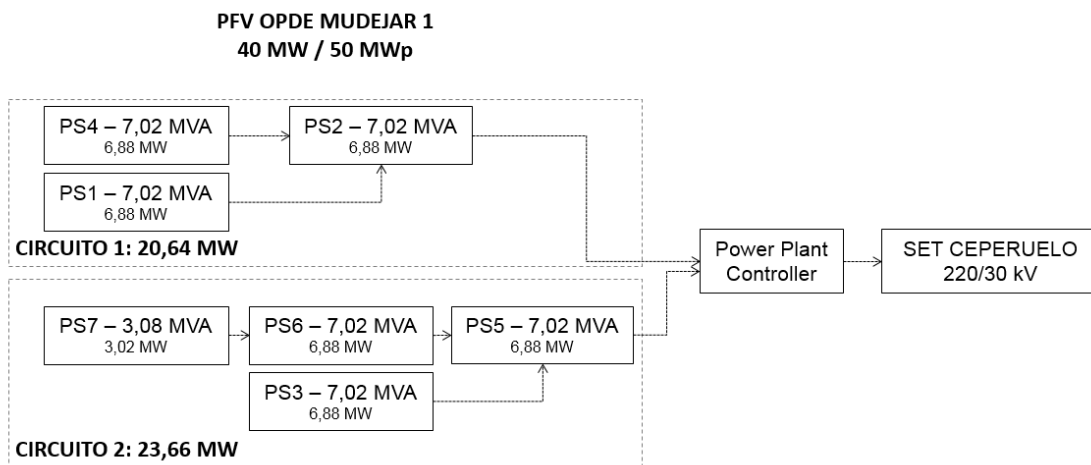 PFV OPDE MUDEJAR 1
40 MW / 50 MWp
PS4 – 7,02 MVA
6,88 MW
PS2 – 7,02 MVA
6,88 MW
PS1 – 7,02 MVA
6,88 MW
CIRCUITO 1: 20,64 MW
Power Plant
Controller
SET CEPERUELO
220/30 kV
PS7 – 3,08 MVA
3,02 MW
PS6 – 7,02 MVA
6,88 MW
PS5 – 7,02 MVA
6,88 MW
PS3 – 7,02 MVA
6,88 MW
CIRCUITO 2: 23,66 MW